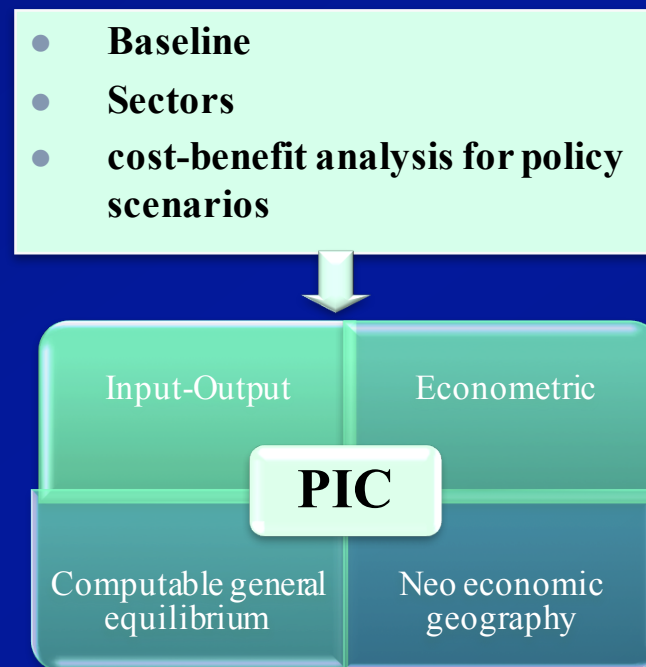 Baseline
Sectors
cost-benefit analysis for policy
scenarios
Input-Output
Econometric
PIC
Computable general
equilibrium
Neo economic
geography